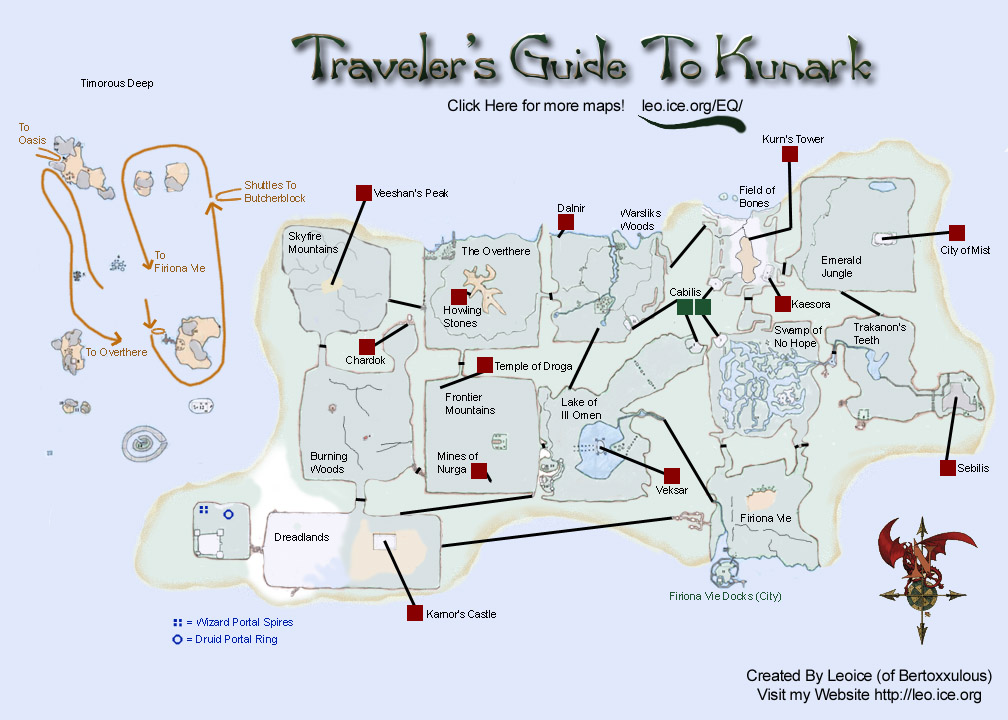 Traveler's Guide To Kunark
Click Here for more maps! leo.ice.org/EQ/
Timorous Deep
To
Oasis
Shuttles To
Butcherblock
To
Firiona Vie
To Overthere
Kurn's Tower
Veeshan's Peak
Field of
Bones
Dalnir
Warsliks
Woods
Skyfire
Mountains
The Overthere
City of Mist
Emerald
Jungle
Cabilis
Howling
Stones
Kaesora
Chardok
Swamp of
No Hope
Trakanon's
Teeth
Temple of Droga
Frontier
Mountains
Lake of
Ill Omen
Burning
Woods
Mines of
Nurga
Veksar
Sebilis
Firiona Vie
Dreadlands
Firiona Vie Docks (City)
Karnor's Castle
= Wizard Portal Spires
= Druid Portal Ring
Created By Leoice (of Bertoxxulous)
Visit my Website http://leo.ice.org